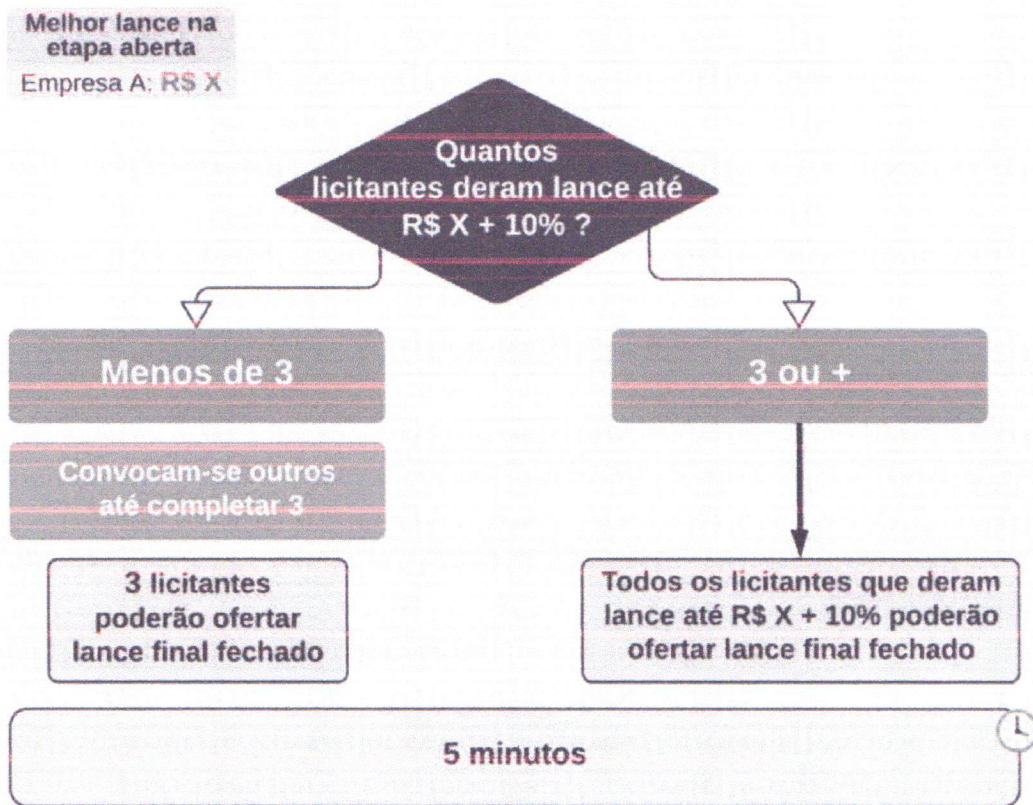 Melhor lance na
etapa aberta
Empresa A: R$ X
Quantos
licitantes deram lance até
R$ X + 10% ?
Menos de 3
3 ou +
Convocam-se outros
até completar 3
3 licitantes
poderão ofertar
lance final fechado
Todos os licitantes que deram
lance até R$ X + 10% poderão
ofertar lance final fechado
5 minutos